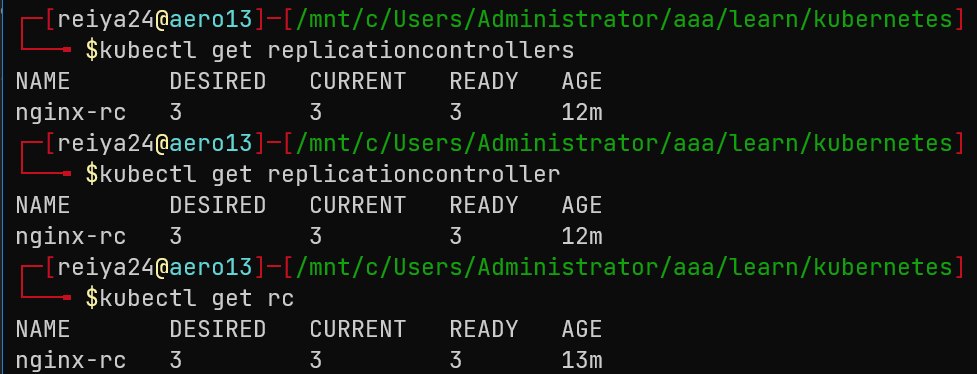 ┌─[reiya24@aero13]─[/mnt/c/Users/Administrator/aaa/learn/kubernetes]
└──╼ $kubectl get replicationcontrollers
NAME       DESIRED   CURRENT   READY   AGE
nginx-rc   3         3         3       12m
┌─[reiya24@aero13]─[/mnt/c/Users/Administrator/aaa/learn/kubernetes]
└──╼ $kubectl get replicationcontroller
NAME       DESIRED   CURRENT   READY   AGE
nginx-rc   3         3         3       12m
┌─[reiya24@aero13]─[/mnt/c/Users/Administrator/aaa/learn/kubernetes]
└──╼ $kubectl get rc
NAME       DESIRED   CURRENT   READY   AGE
nginx-rc   3         3         3       13m